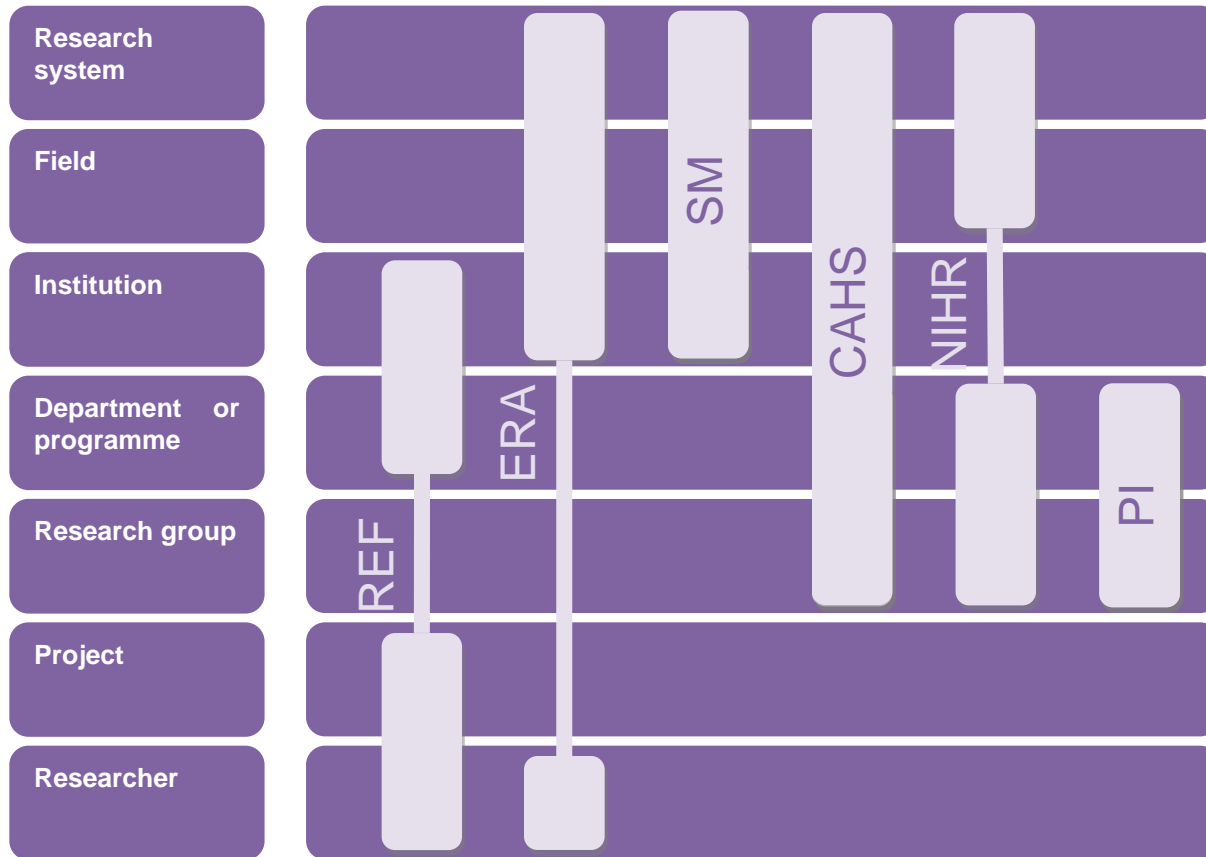 Research
system
Field
Institution
Department or
programme
Research group
Project
Researcher
REF
ERA
SM
CAHS
NIHR
PI